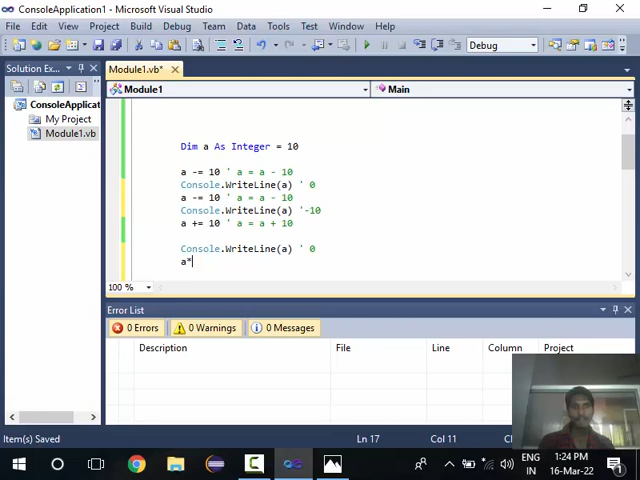 ConsoleApplication1 - Microsoft Visual Studio
File Edit View Project Build Debug Team Data Tools Test Window Help
Debug
Solution Ex...
Module1.vb*
Module1
Main
ConsoleApplicat
My Project
Module1.vb
Dim a As Integer = 10
a -= 10 ' a = a - 10
Console.WriteLine(a) ' 0
a -= 10 ' a = a - 10
Console.WriteLine(a) '-10
a += 10 ' a = a + 10
Console.WriteLine(a) ' 0
a*
100 %
Error List
0 Errors 0 Warnings 0 Messages
Description File Line Column Project
Item(s) Saved Ln 17 Col 11
ENG 1:24 PM
IN 16-Mar-22